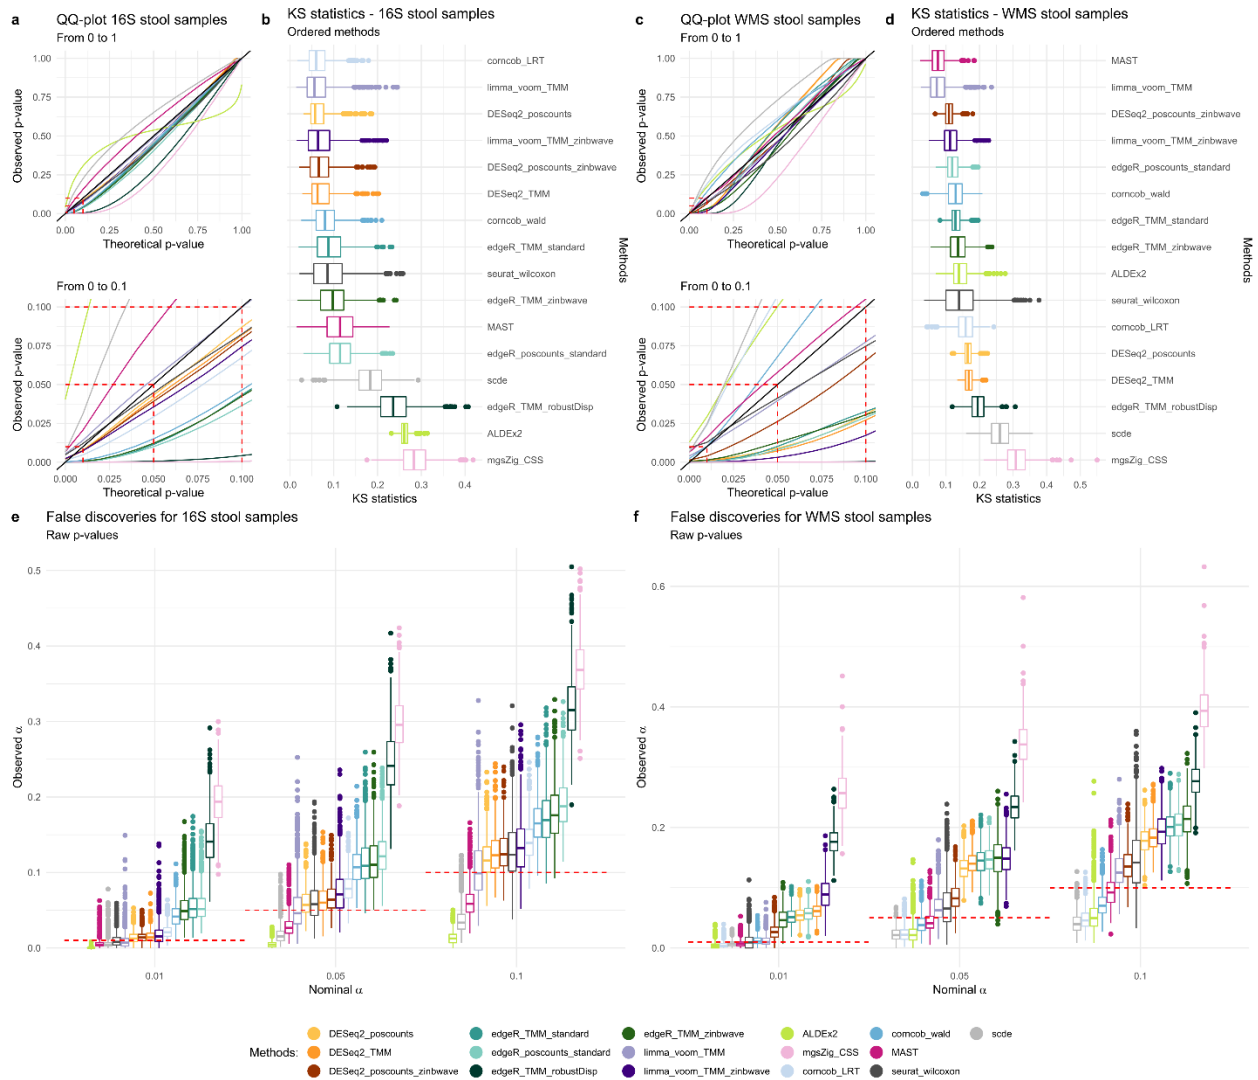 a QQ-plot 16S stool samples
From 0 to 1
Observed p-value
1.00
0.75
0.50
0.25
0.00
0.00 0.25 0.50 0.75 1.00
Theoretical p-value
From 0 to 0.1
Observed p-value
0.100
0.075
0.050
0.025
0.000
0.000 0.025 0.050 0.075 0.100
Theoretical p-value
b KS statistics - 16S stool samples
Ordered methods
corncob_LRT
limma_voom_TMM
DESeq2_poscounts
limma_voom_TMM_zinbwave
DESeq2_poscounts_zinbwave
DESeq2_TMM
corncob_wald
edgeR_TMM_standard
seurat_wilcoxon
edgeR_TMM_zinbwave
MAST
edgeR_poscounts_standard
scde
edgeR_TMM_robustDisp
ALDEx2
mgsZig_CSS
Methods
0.0 0.1 0.2 0.3 0.4
KS statistics
c QQ-plot WMS stool samples
From 0 to 1
Observed p-value
1.00
0.75
0.50
0.25
0.00
0.00 0.25 0.50 0.75 1.00
Theoretical p-value
From 0 to 0.1
Observed p-value
0.100
0.075
0.050
0.025
0.000
0.000 0.025 0.050 0.075 0.100
Theoretical p-value
d KS statistics - WMS stool samples
Ordered methods
MAST
limma_voom_TMM
DESeq2_poscounts_zinbwave
limma_voom_TMM_zinbwave
edgeR_poscounts_standard
corncob_wald
edgeR_TMM_standard
edgeR_TMM_zinbwave
ALDEx2
seurat_wilcoxon
corncob_LRT
DESeq2_poscounts
DESeq2_TMM
edgeR_TMM_robustDisp
scde
mgsZig_CSS
Methods
0.0 0.1 0.2 0.3 0.4 0.5
KS statistics
e False discoveries for 16S stool samples
Raw p-values
Observed α
0.5
0.4
0.3
0.2
0.1
0.0
0.01 0.05 0.1
Nominal α
f False discoveries for WMS stool samples
Raw p-values
Observed α
0.6
0.4
0.2
0.0
0.01 0.05 0.1
Nominal α
Methods:
DESeq2_poscounts edgeR_TMM_standard edgeR_TMM_zinbwave ALDEx2 corncob_wald scde
DESeq2_TMM edgeR_poscounts_standard limma_voom_TMM mgsZig_CSS MAST
DESeq2_poscounts_zinbwave edgeR_TMM_robustDisp limma_voom_TMM_zinbwave corncob_LRT seurat_wilcoxon